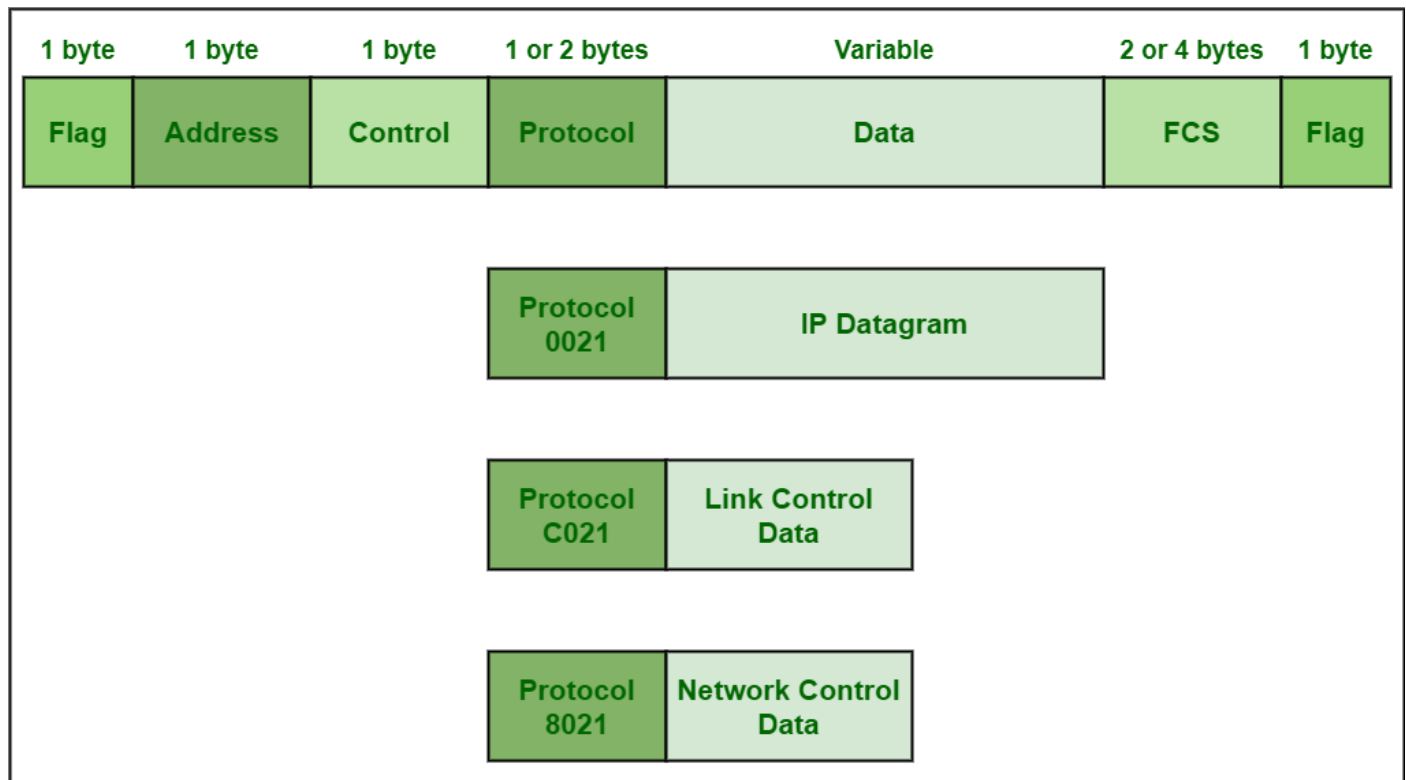 1 byte 1 byte 1 byte 1 or 2 bytes Variable 2 or 4 bytes 1 byte
Flag Address Control Protocol Data FCS Flag
Protocol
0021
IP Datagram
Protocol
C021
Link Control
Data
Protocol
8021
Network Control
Data